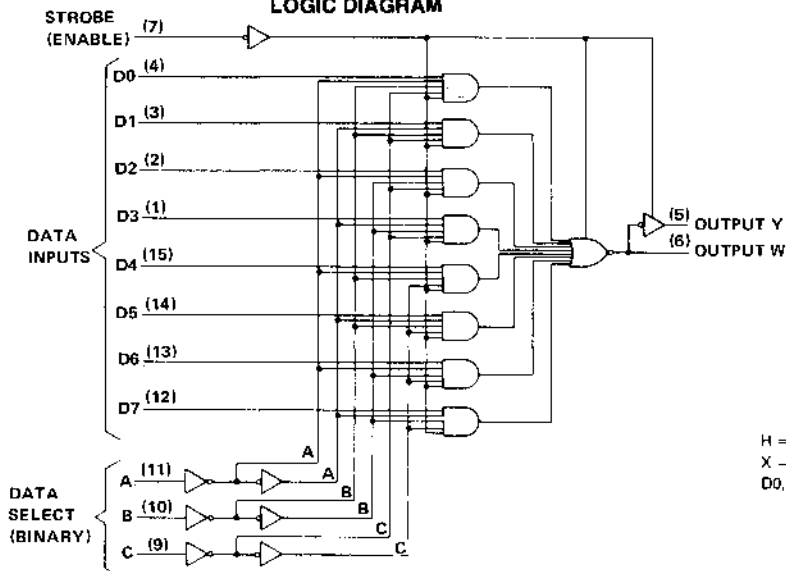 LOGIC DIAGRAM
STROBE (7)
(ENABLE)
D0 (4)
D1 (3)
D2 (2)
D3 (1)
DATA
INPUTS
D4 (15)
D5 (14)
D6 (13)
D7 (12)
(5) OUTPUT Y
(6) OUTPUT W
A
A
B
B
C
C
DATA
SELECT
(BINARY)
A (11)
B (10)
C (9)
H =
X –
D0,